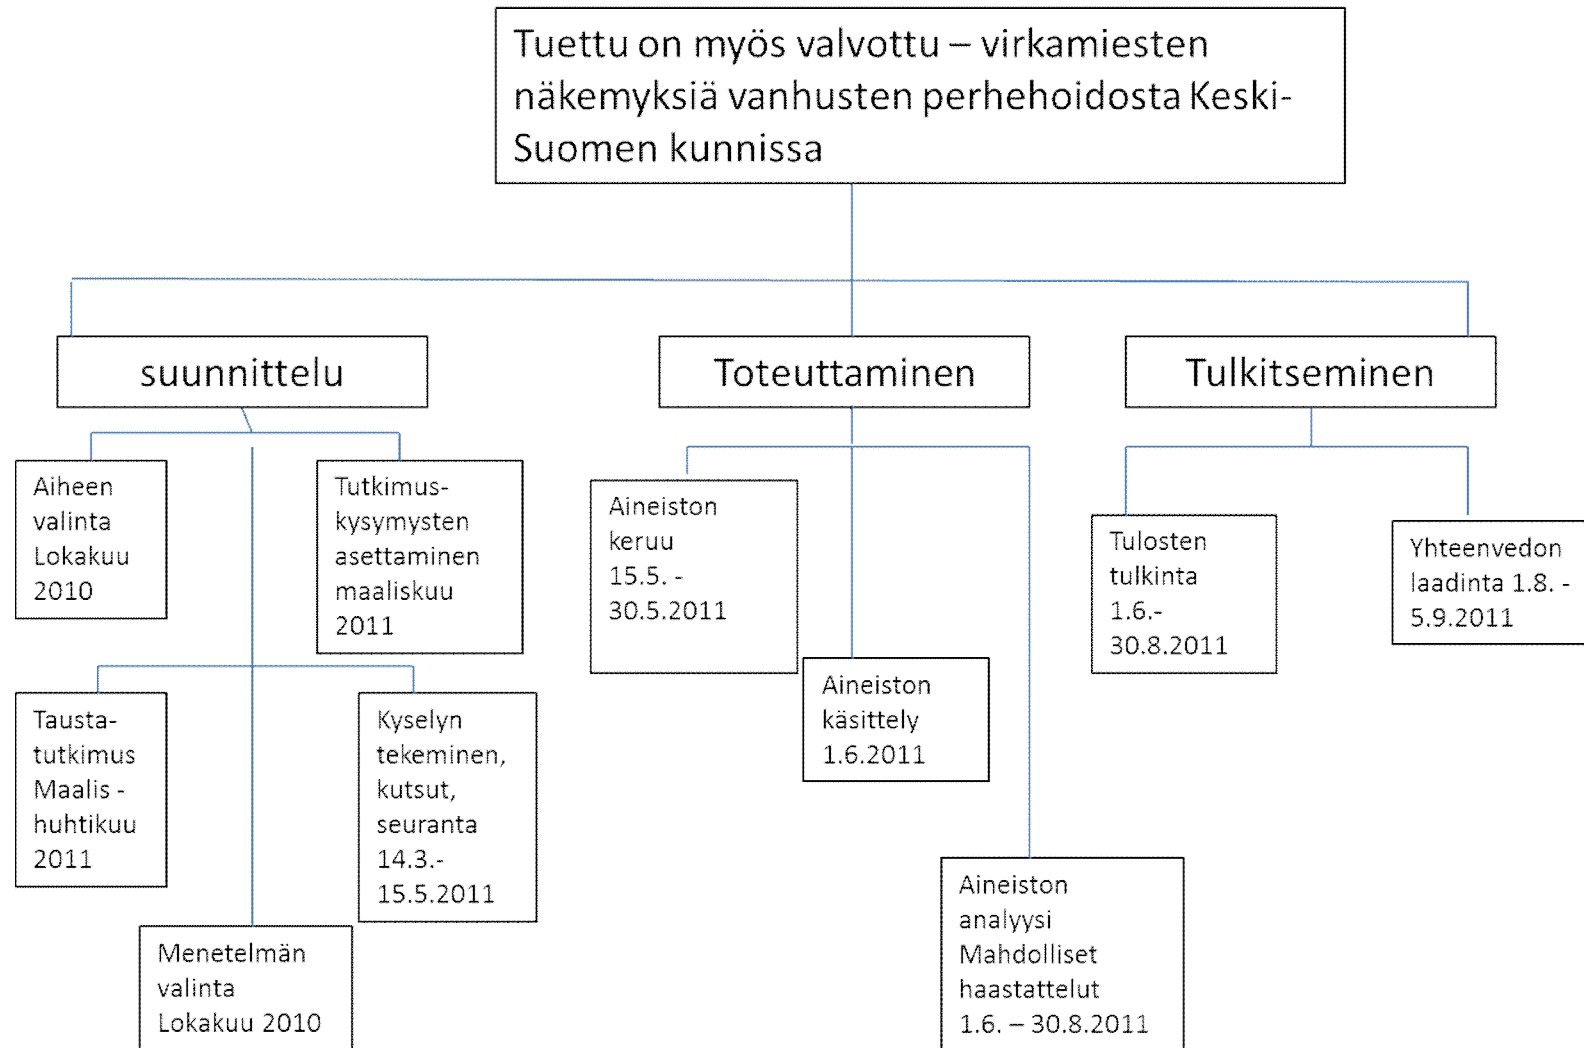 Tuettu on myös valvottu – virkamiesten
näkemyksiä vanhusten perhehoidosta Keski-
Suomen kunnissa
suunnittelu
Toteuttaminen
Tulkitseminen
Aiheen
valinta
Lokakuu
2010
Tutkimus-
kysymysten
asettaminen
maaliskuu
2011
Tausta-
tutkimus
Maalis -
huhtikuu
2011
Kyselyn
tekeminen,
kutsut,
seuranta
14.3.-
15.5.2011
Menetelmän
valinta
Lokakuu 2010
Aineiston
keruu
15.5. -
30.5.2011
Aineiston
käsittely
1.6.2011
Aineiston
analyysi
Mahdolliset
haastattelut
1.6. – 30.8.2011
Tulosten
tulkinta
1.6.-
30.8.2011
Yhteenvedon
laadinta 1.8. -
5.9.2011